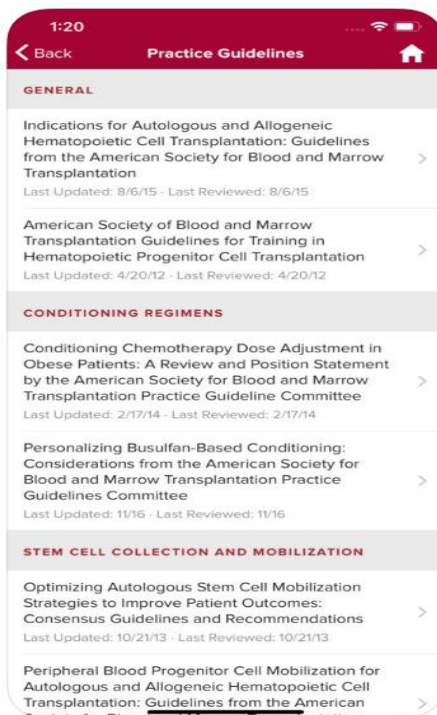 1:20
Back
Practice Guidelines
GENERAL
Indications for Autologous and Allogeneic
Hematopoietic Cell Transplantation: Guidelines
from the American Society for Blood and Marrow
Transplantation
Last Updated: 8/6/15 · Last Reviewed: 8/6/15
American Society of Blood and Marrow
Transplantation Guidelines for Training in
Hematopoietic Progenitor Cell Transplantation
Last Updated: 4/20/12 · Last Reviewed: 4/20/12
CONDITIONING REGIMENS
Conditioning Chemotherapy Dose Adjustment in
Obese Patients: A Review and Position Statement
by the American Society for Blood and Marrow
Transplantation Practice Guideline Committee
Last Updated: 2/17/14 · Last Reviewed: 2/17/14
Personalizing Busulfan-Based Conditioning:
Considerations from the American Society for
Blood and Marrow Transplantation Practice
Guidelines Committee
Last Updated: 11/16 · Last Reviewed: 11/16
STEM CELL COLLECTION AND MOBILIZATION
Optimizing Autologous Stem Cell Mobilization
Strategies to Improve Patient Outcomes:
Consensus Guidelines and Recommendations
Last Updated: 10/21/13 · Last Reviewed: 10/21/13
Peripheral Blood Progenitor Cell Mobilization for
Autologous and Allogeneic Hematopoietic Cell
Transplantation: Guidelines from the American